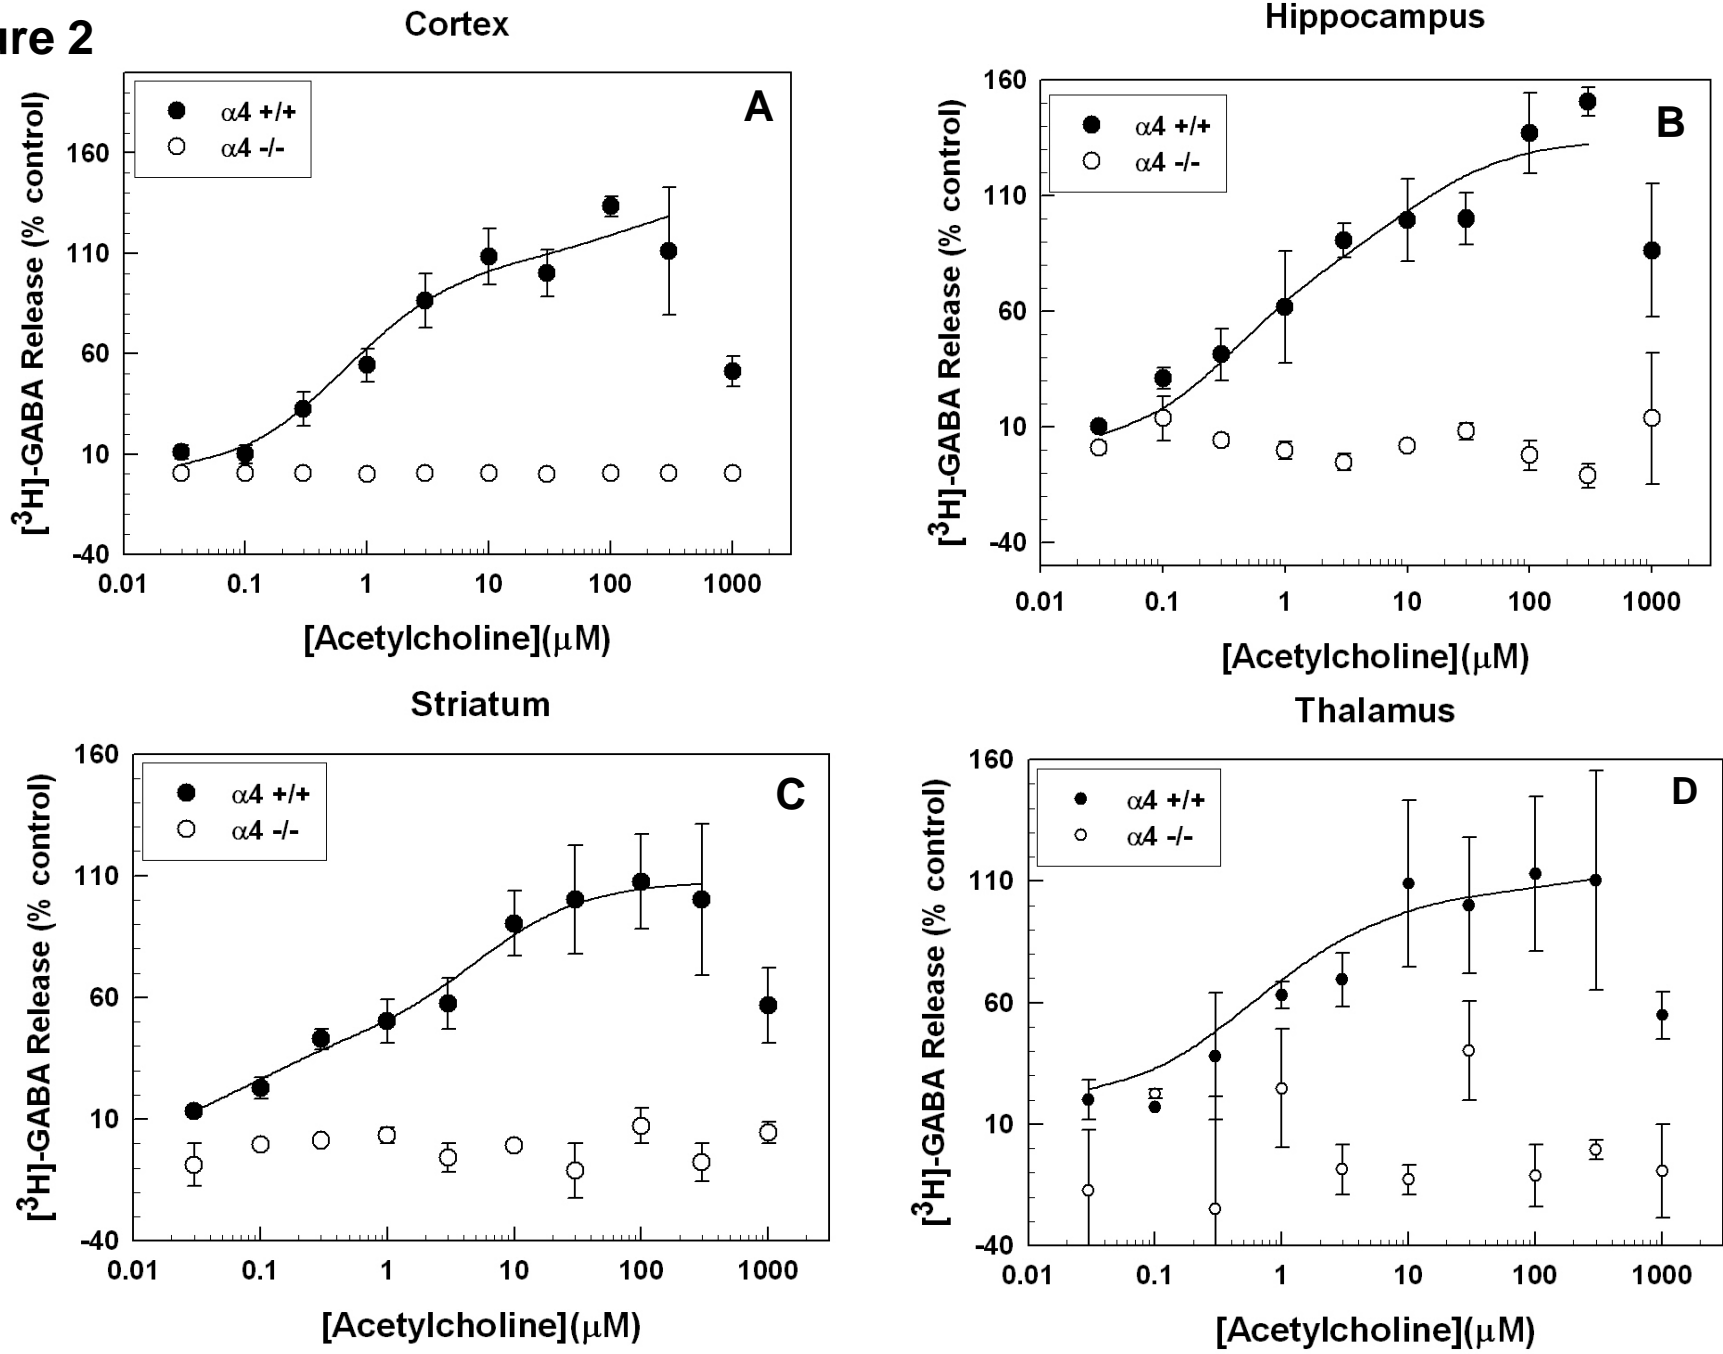 ure 2
Cortex
A
α4 +/+
α4 -/-
[3H]-GABA Release (% control)
160
110
60
10
-40
0.01 0.1 1 10 100 1000
[Acetylcholine](μM)
Hippocampus
B
α4 +/+
α4 -/-
[3H]-GABA Release (% control)
160
110
60
10
-40
0.01 0.1 1 10 100 1000
[Acetylcholine](μM)
Striatum
C
α4 +/+
α4 -/-
[3H]-GABA Release (% control)
160
110
60
10
-40
0.01 0.1 1 10 100 1000
[Acetylcholine](μM)
Thalamus
D
α4 +/+
α4 -/-
[3H]-GABA Release (% control)
160
110
60
10
-40
0.01 0.1 1 10 100 1000
[Acetylcholine](μM)